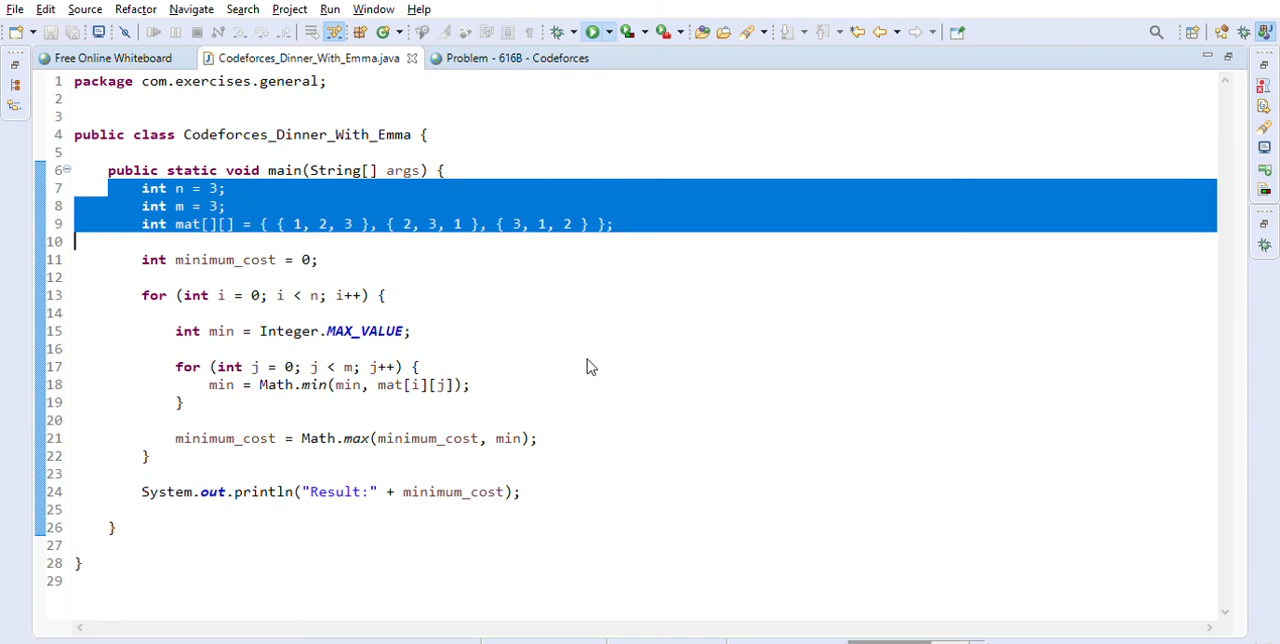 File Edit Source Refactor Navigate Search Project Run Window Help
Free Online Whiteboard Codeforces_Dinner_With_Emma.java Problem - 616B - Codeforces
1 package com.exercises.general;
2
3
4 public class Codeforces_Dinner_With_Emma {
5
6 public static void main(String[] args) {
7 int n = 3;
8 int m = 3;
9 int mat[][] = { { 1, 2, 3 }, { 2, 3, 1 }, { 3, 1, 2 } };
10
11 int minimum_cost = 0;
12
13 for (int i = 0; i < n; i++) {
14
15 int min = Integer.MAX_VALUE;
16
17 for (int j = 0; j < m; j++) {
18 min = Math.min(min, mat[i][j]);
19 }
20
21 minimum_cost = Math.max(minimum_cost, min);
22 }
23
24 System.out.println("Result:" + minimum_cost);
25
26 }
27
28 }
29